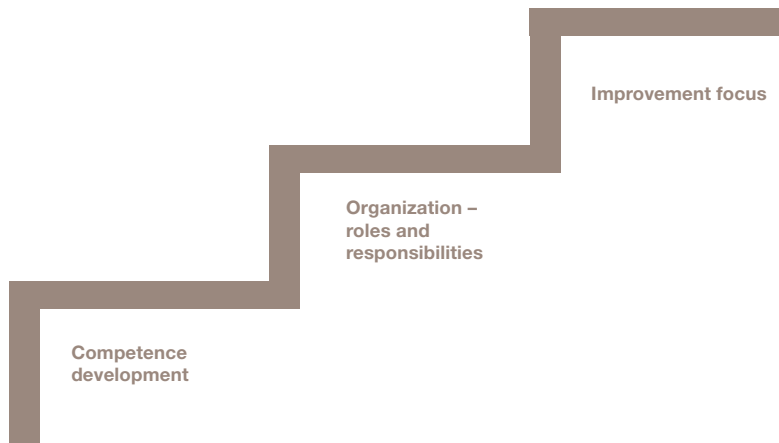 Improvement focus
Organization –
roles and
responsibilities
Competence
development